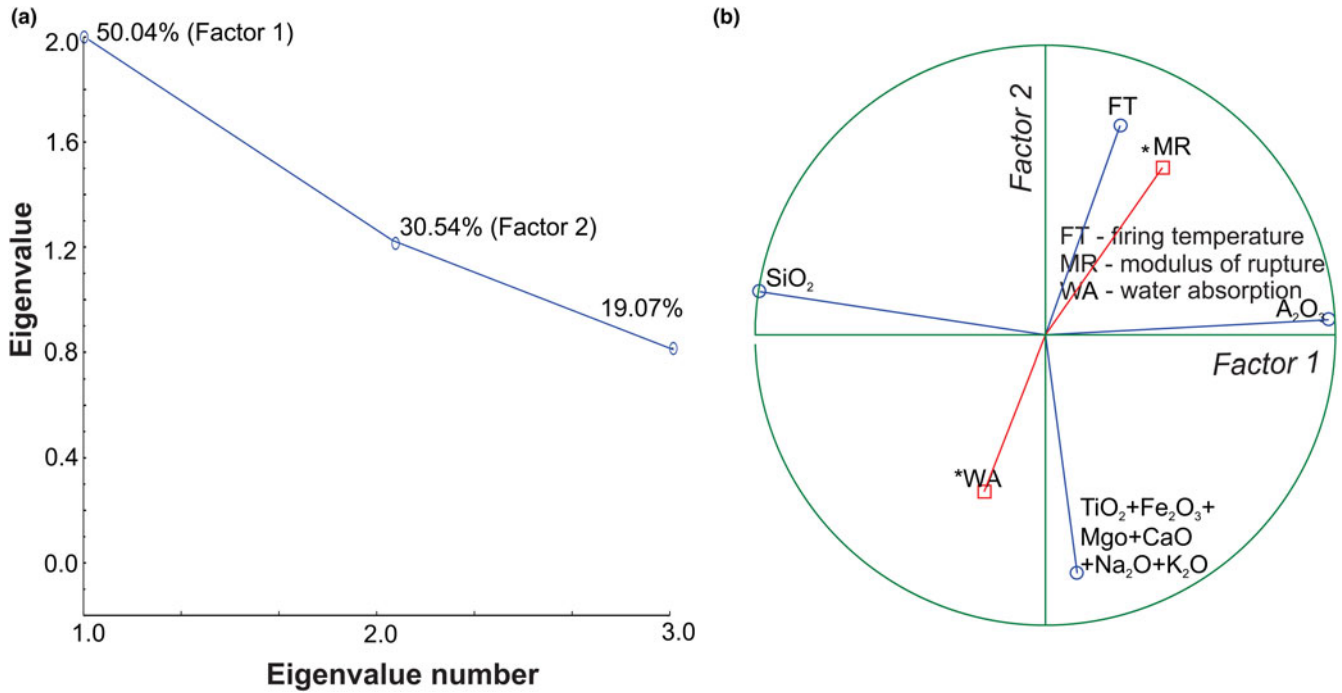 (a)
50.04% (Factor 1)
30.54% (Factor 2)
19.07%
Eigenvalue
2.0
1.6
1.2
0.8
0.4
0.0
1.0
2.0
3.0
Eigenvalue number
(b)
Factor 2
FT
*MR
FT - firing temperature
MR - modulus of rupture
WA - water absorption
SiO₂
A₂O₃
Factor 1
*WA
TiO₂+Fe₂O₃+
Mgo+CaO
+Na₂O+K₂O